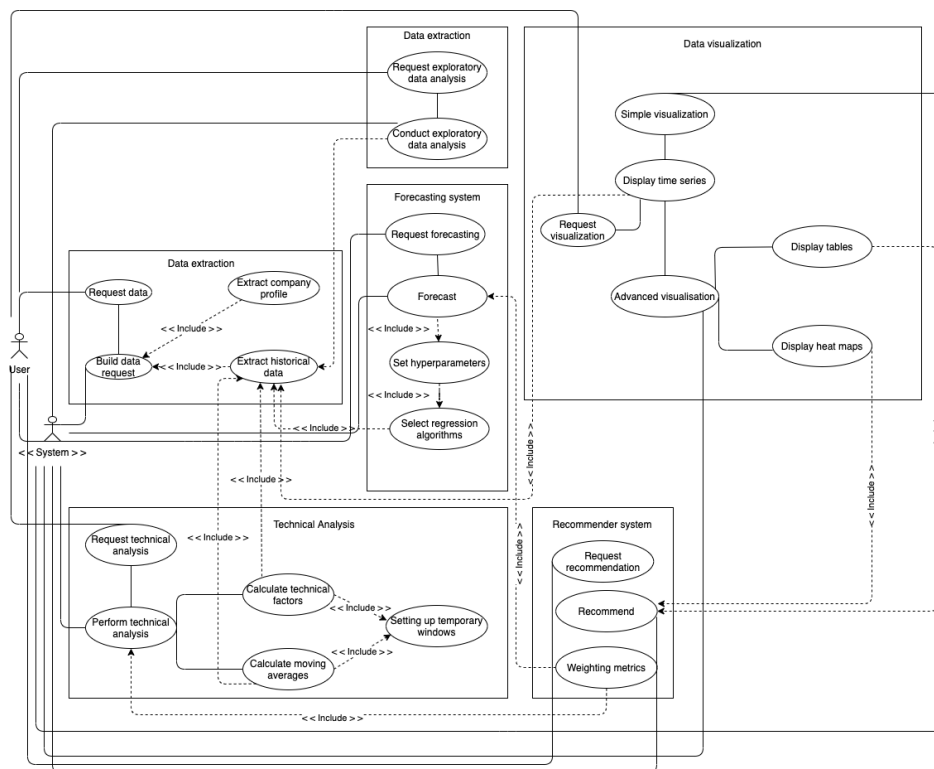 Data extraction
Request exploratory
data analysis
Conduct exploratory
data analysis
Data visualization
Simple visualization
Display time series
Request
visualization
Display tables
Advanced visualisation
Display heat maps
Forecasting system
Request forecasting
Forecast
<< Include >>
Set hyperparameters
<< Include >>
Select regression
algorithms
Data extraction
Request data
Extract company
profile
<< Include >>
Build data
request
<< Include >>
Extract historical
data
User
<< System >>
<< Include >>
<< Include >>
<< Include >>
<< Include >>
<< Include >>
<< Include >>
Technical Analysis
Request technical
analysis
Perform technical
analysis
Calculate technical
factors
<< Include >>
Setting up temporary
windows
<< Include >>
Calculate moving
averages
<< Include >>
Recommender system
Request
recommendation
Recommend
Weighting metrics